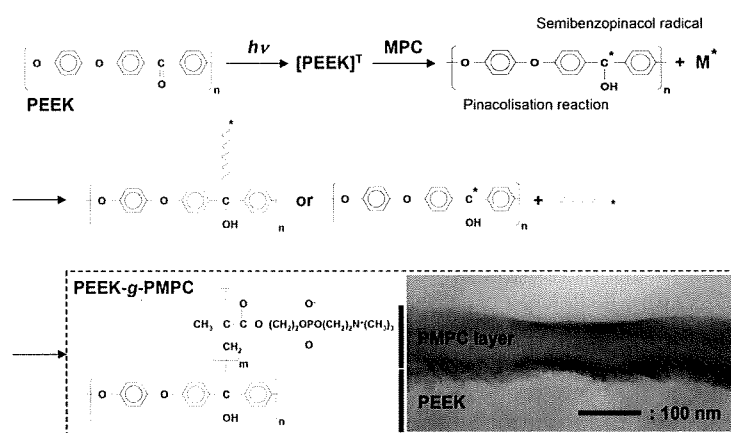 Semibenzopinacol radical
hν
MPC
[PEEK]ᵀ
O O C O n
O O C* OH n + M*
PEEK
Pinacolisation reaction
*
O O C OH n or O O C* OH n + *
PEEK-g-PMPC
O O⁻
CH₃ C C O (CH₂)₂OPO(CH₂)₂N⁺(CH₃)₃
CH₂ O
m
O O C OH n
PMPC layer
PEEK
: 100 nm